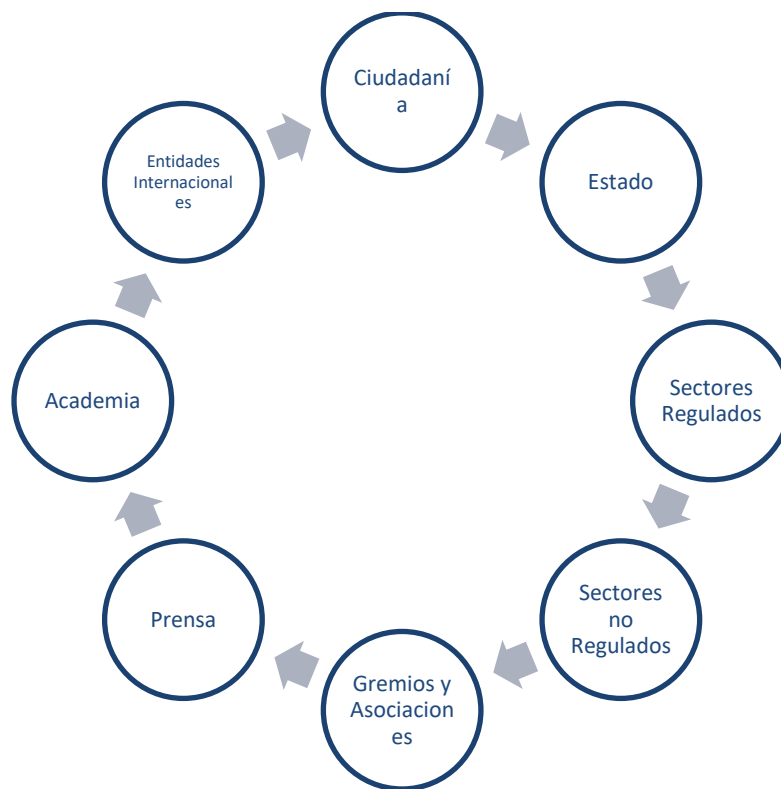 Ciudadaní
a
Estado
Sectores
Regulados
Sectores
no
Regulados
Gremios y
Asociacion
es
Prensa
Academia
Entidades
Internacional
es